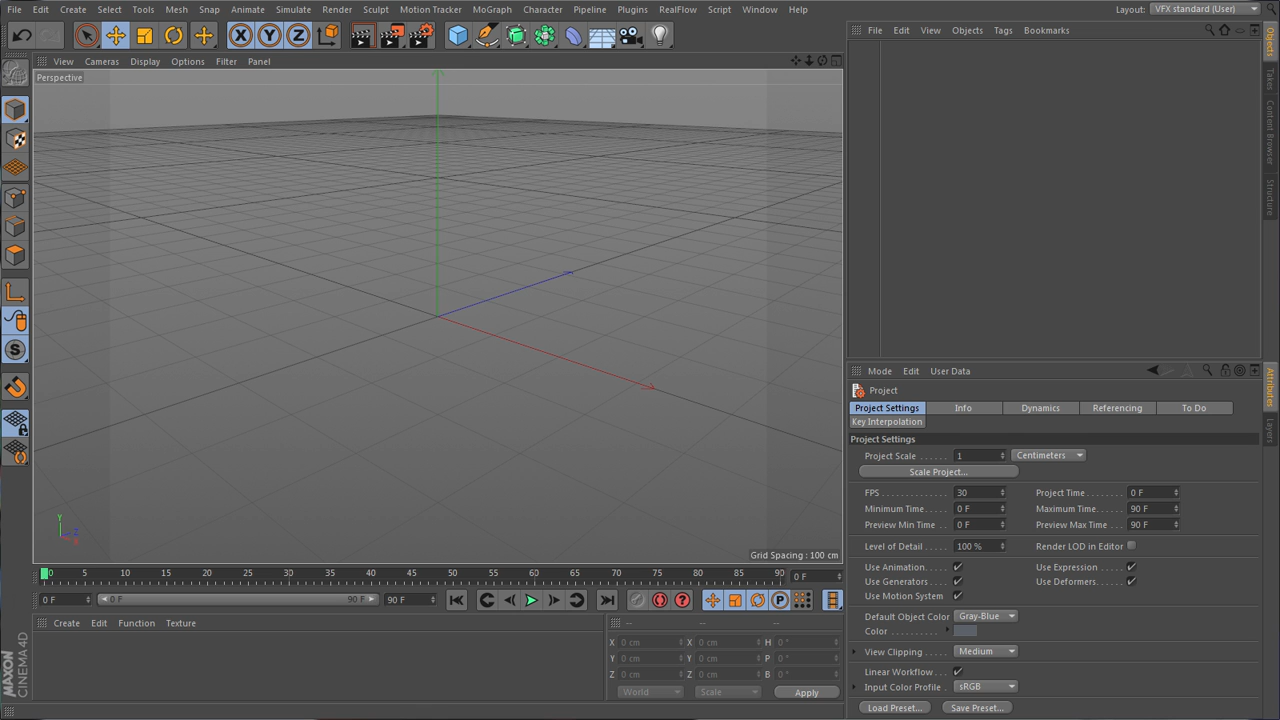 File Edit Create Select Tools Mesh Snap Animate Simulate Render Sculpt Motion Tracker MoGraph Character Pipeline Plugins RealFlow Script Window Help Layout: VFX standard (User)
X Y Z
File Edit View Objects Tags Bookmarks
View Cameras Display Options Filter Panel
Perspective
Objects
Takes
Content Browser
Structure
S
Y
Z
X
Grid Spacing : 100 cm
Mode Edit User Data
Attributes
Layers
Project
Project Settings Info Dynamics Referencing To Do
Key Interpolation
Project Settings
Project Scale 1 Centimeters
Scale Project...
FPS 30 Project Time 0 F
Minimum Time 0 F Maximum Time 90 F
Preview Min Time 0 F Preview Max Time 90 F
Level of Detail 100 % Render LOD in Editor
Use Animation Use Expression
Use Generators Use Deformers
Use Motion System
Default Object Color Gray-Blue
Color
View Clipping Medium
Linear Workflow
Input Color Profile sRGB
Load Preset... Save Preset...
0 5 10 15 20 25 30 35 40 45 50 55 60 65 70 75 80 85 90 0 F
0 F 0 F 90 F 90 F P
Create Edit Function Texture -- -- --
X 0 cm X 0 cm H 0 °
Y 0 cm Y 0 cm P 0 °
Z 0 cm Z 0 cm B 0 °
World Scale Apply
MAXON
CINEMA 4D